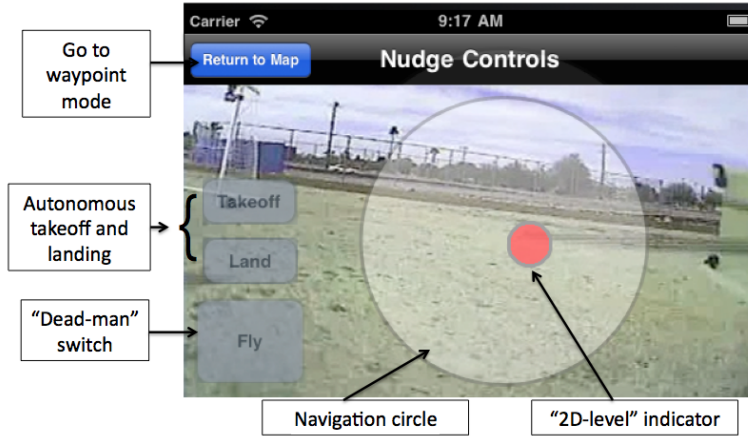 Carrier 9:17 AM
Go to
waypoint
mode
Return to Map
Nudge Controls
Autonomous
takeoff and
landing
Takeoff
Land
“Dead-man”
switch
Fly
Navigation circle
“2D-level” indicator